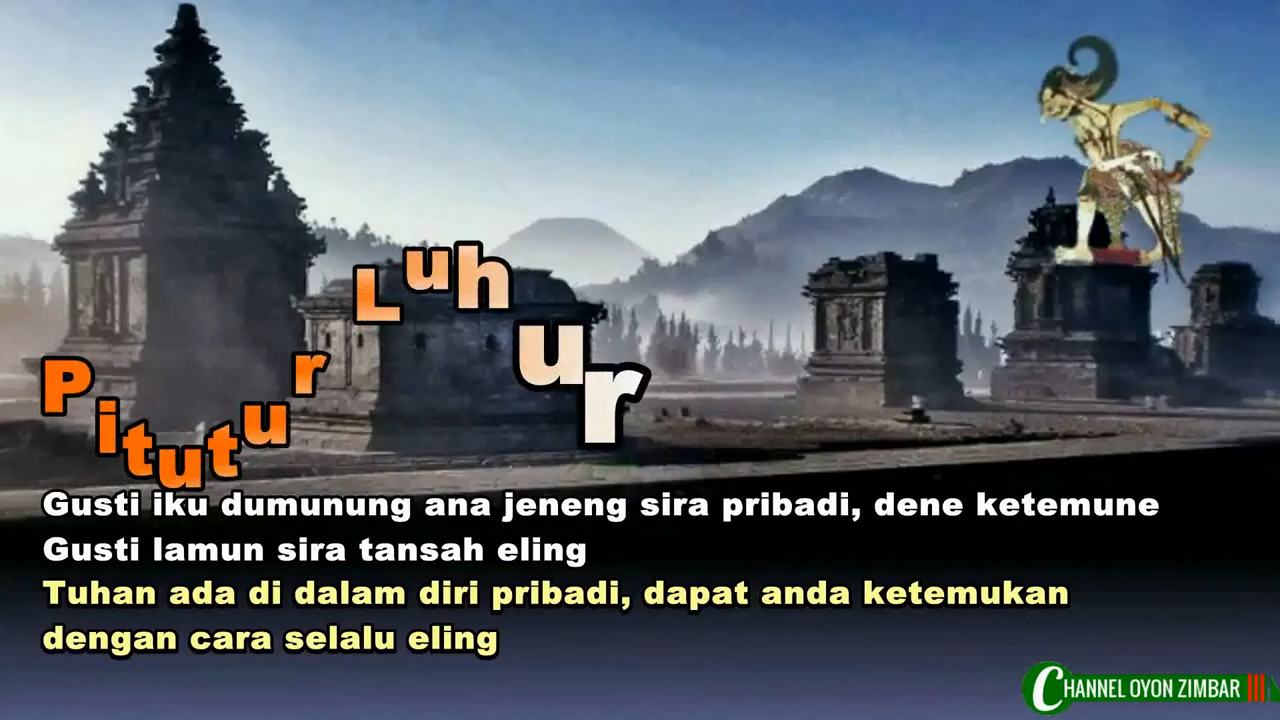 Pitutur Luhur
Gusti iku dumunung ana jeneng sira pribadi, dene ketemune
Gusti lamun sira tansah eling
Tuhan ada di dalam diri pribadi, dapat anda ketemukan
dengan cara selalu eling
CHANNEL OYON ZIMBAR